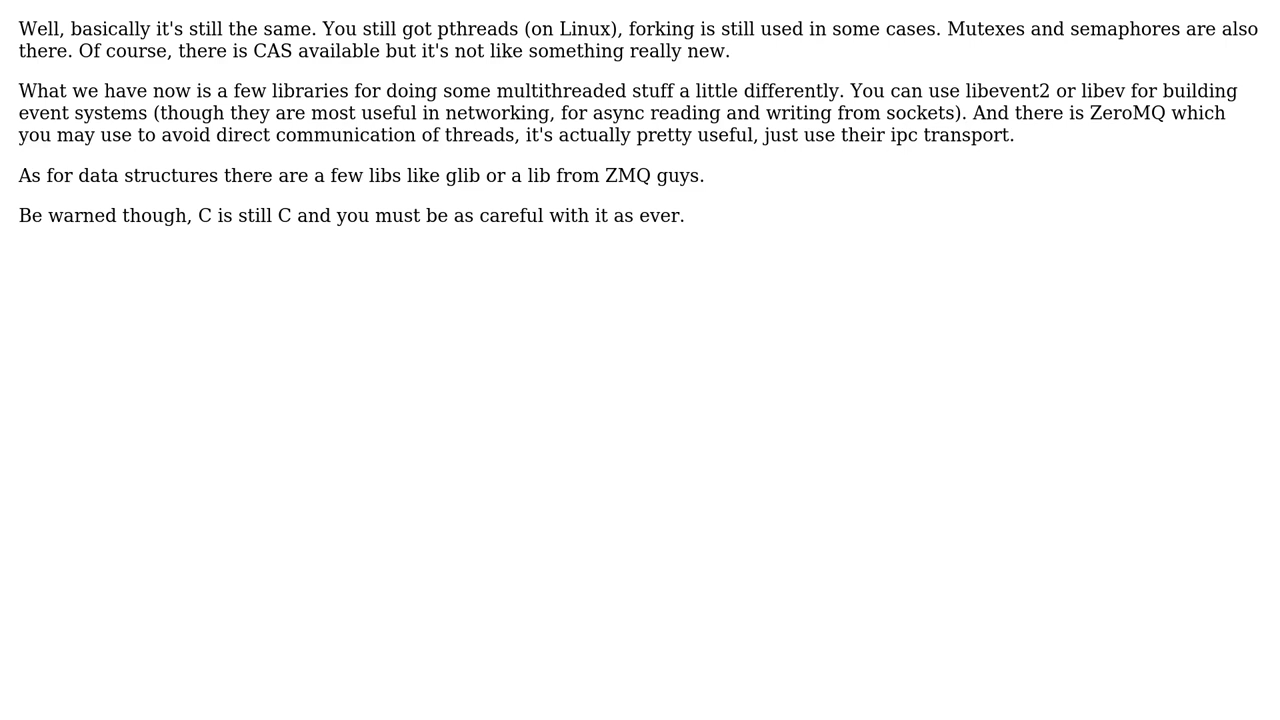 Well, basically it's still the same. You still got pthreads (on Linux), forking is still used in some cases. Mutexes and semaphores are also
there. Of course, there is CAS available but it's not like something really new.
What we have now is a few libraries for doing some multithreaded stuff a little differently. You can use libevent2 or libev for building
event systems (though they are most useful in networking, for async reading and writing from sockets). And there is ZeroMQ which
you may use to avoid direct communication of threads, it's actually pretty useful, just use their ipc transport.
As for data structures there are a few libs like glib or a lib from ZMQ guys.
Be warned though, C is still C and you must be as careful with it as ever.